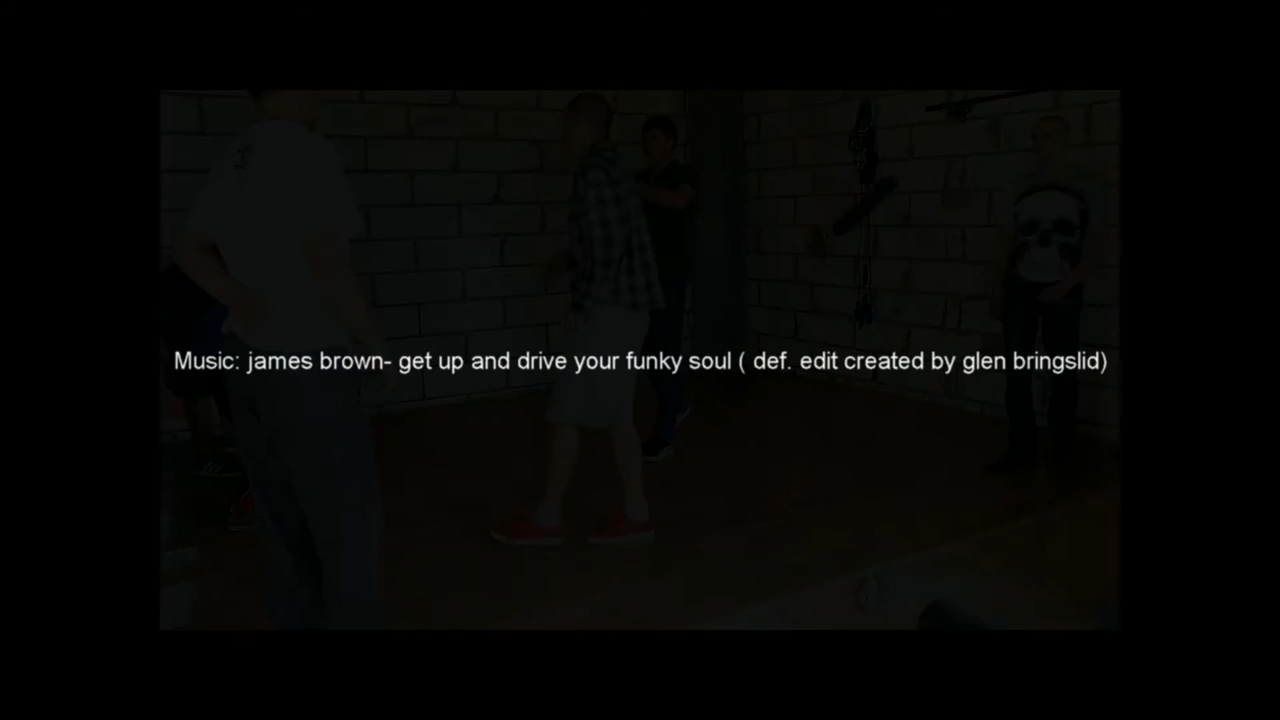 Music: james brown- get up and drive your funky soul ( def. edit created by glen bringslid)